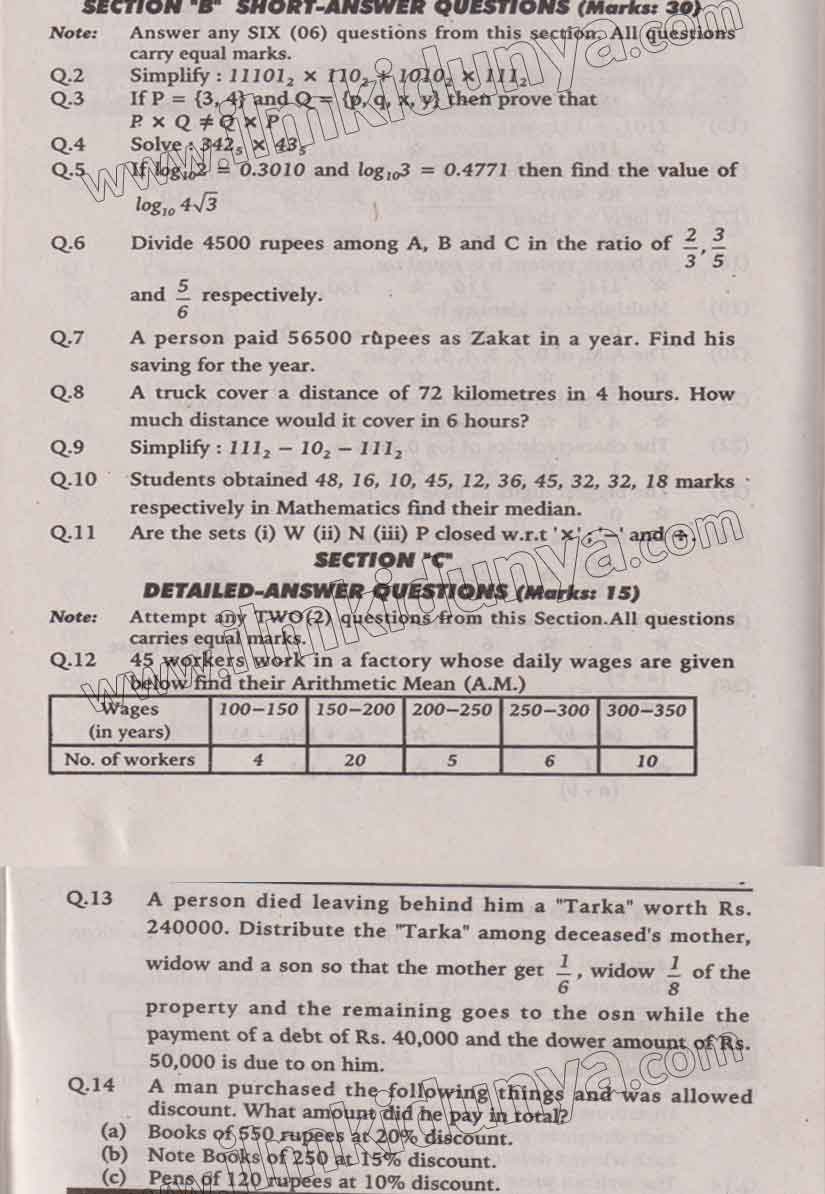 SECTION "B" SHORT-ANSWER QUESTIONS (Marks: 30)
Note: Answer any SIX (06) questions from this section. All questions
carry equal marks.
Q.2 Simplify : 11101₂ × 110₂ + 1010₂ × 111₂
Q.3 If P = {3, 4} and Q = {p, q, x, y} then prove that
P × Q ≠ Q × P
Q.4 Solve : 342₅ × 43₅
Q.5 If log₁₀2 = 0.3010 and log₁₀3 = 0.4771 then find the value of
log₁₀ 4√3
Q.6 Divide 4500 rupees among A, B and C in the ratio of 2/3, 3/5
and 5/6 respectively.
Q.7 A person paid 56500 rupees as Zakat in a year. Find his
saving for the year.
Q.8 A truck cover a distance of 72 kilometres in 4 hours. How
much distance would it cover in 6 hours?
Q.9 Simplify : 111₂ – 10₂ – 111₂
Q.10 Students obtained 48, 16, 10, 45, 12, 36, 45, 32, 32, 18 marks
respectively in Mathematics find their median.
Q.11 Are the sets (i) W (ii) N (iii) P closed w.r.t '×', '–' and ÷.
SECTION "C"
DETAILED-ANSWER QUESTIONS (Marks: 15)
Note: Attempt any TWO(2) questions from this Section.All questions
carries equal marks.
Q.12 45 workers work in a factory whose daily wages are given
below find their Arithmetic Mean (A.M.)
Wages 100–150 150–200 200–250 250–300 300–350
(in years)
No. of workers 4 20 5 6 10
Q.13 A person died leaving behind him a "Tarka" worth Rs.
240000. Distribute the "Tarka" among deceased's mother,
widow and a son so that the mother get 1/6, widow 1/8 of the
property and the remaining goes to the osn while the
payment of a debt of Rs. 40,000 and the dower amount of Rs.
50,000 is due to on him.
Q.14 A man purchased the following things and was allowed
discount. What amount did he pay in total?
(a) Books of 550 rupees at 20% discount.
(b) Note Books of 250 at 15% discount.
(c) Pens of 120 rupees at 10% discount.
www.ilmkidunya.com
www.ilmkidunya.com
www.ilmkidunya.com